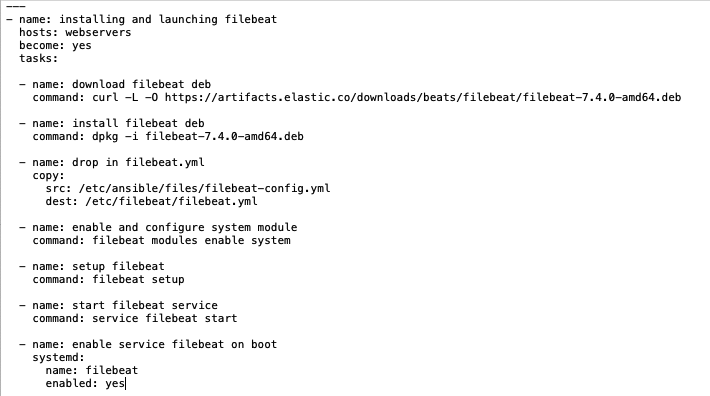 ---
- name: installing and launching filebeat
  hosts: webservers
  become: yes
  tasks:

  - name: download filebeat deb
    command: curl -L -O https://artifacts.elastic.co/downloads/beats/filebeat/filebeat-7.4.0-amd64.deb

  - name: install filebeat deb
    command: dpkg -i filebeat-7.4.0-amd64.deb

  - name: drop in filebeat.yml
    copy:
      src: /etc/ansible/files/filebeat-config.yml
      dest: /etc/filebeat/filebeat.yml

  - name: enable and configure system module
    command: filebeat modules enable system

  - name: setup filebeat
    command: filebeat setup

  - name: start filebeat service
    command: service filebeat start

  - name: enable service filebeat on boot
    systemd:
      name: filebeat
      enabled: yes